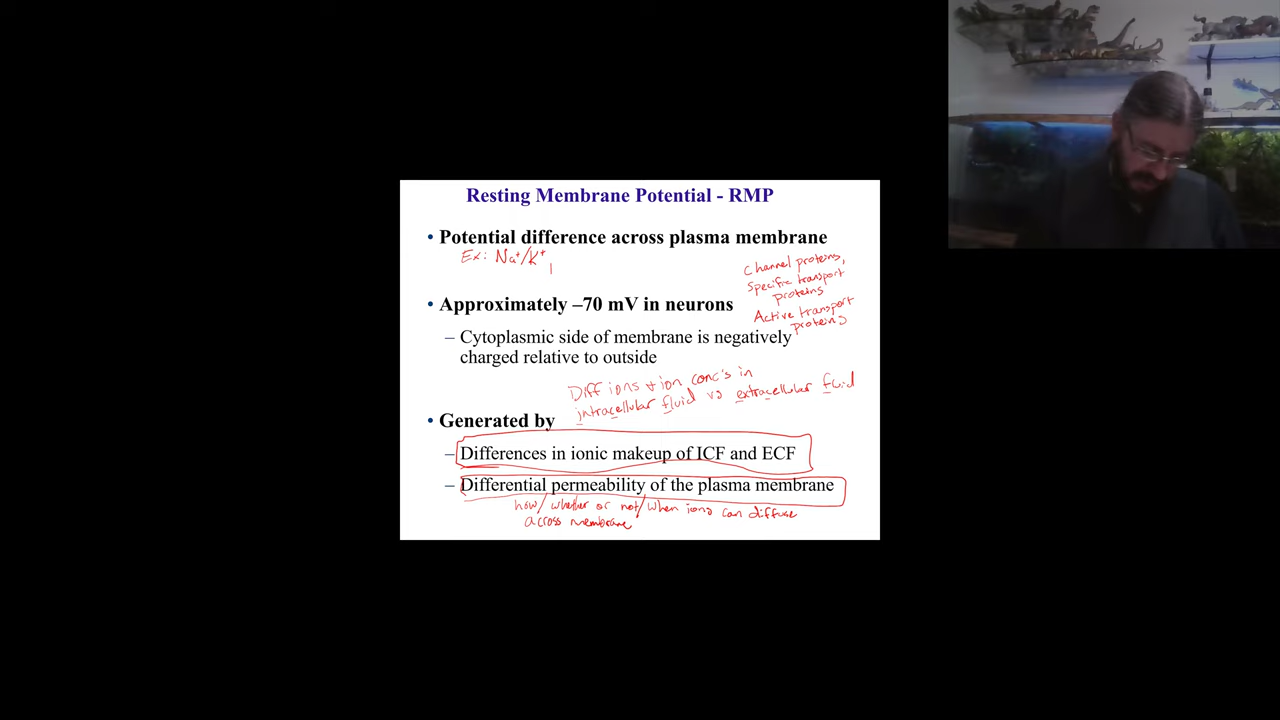 Resting Membrane Potential - RMP
• Potential difference across plasma membrane
Ex: Na+/K+
Channel proteins,
specific transport
proteins
Active transport
proteins
• Approximately –70 mV in neurons
– Cytoplasmic side of membrane is negatively
charged relative to outside
Diff ions + ion conc's in
intracellular fluid vs extracellular fluid
• Generated by
– Differences in ionic makeup of ICF and ECF
– Differential permeability of the plasma membrane
how/whether or not/when ions can diffuse
across membrane